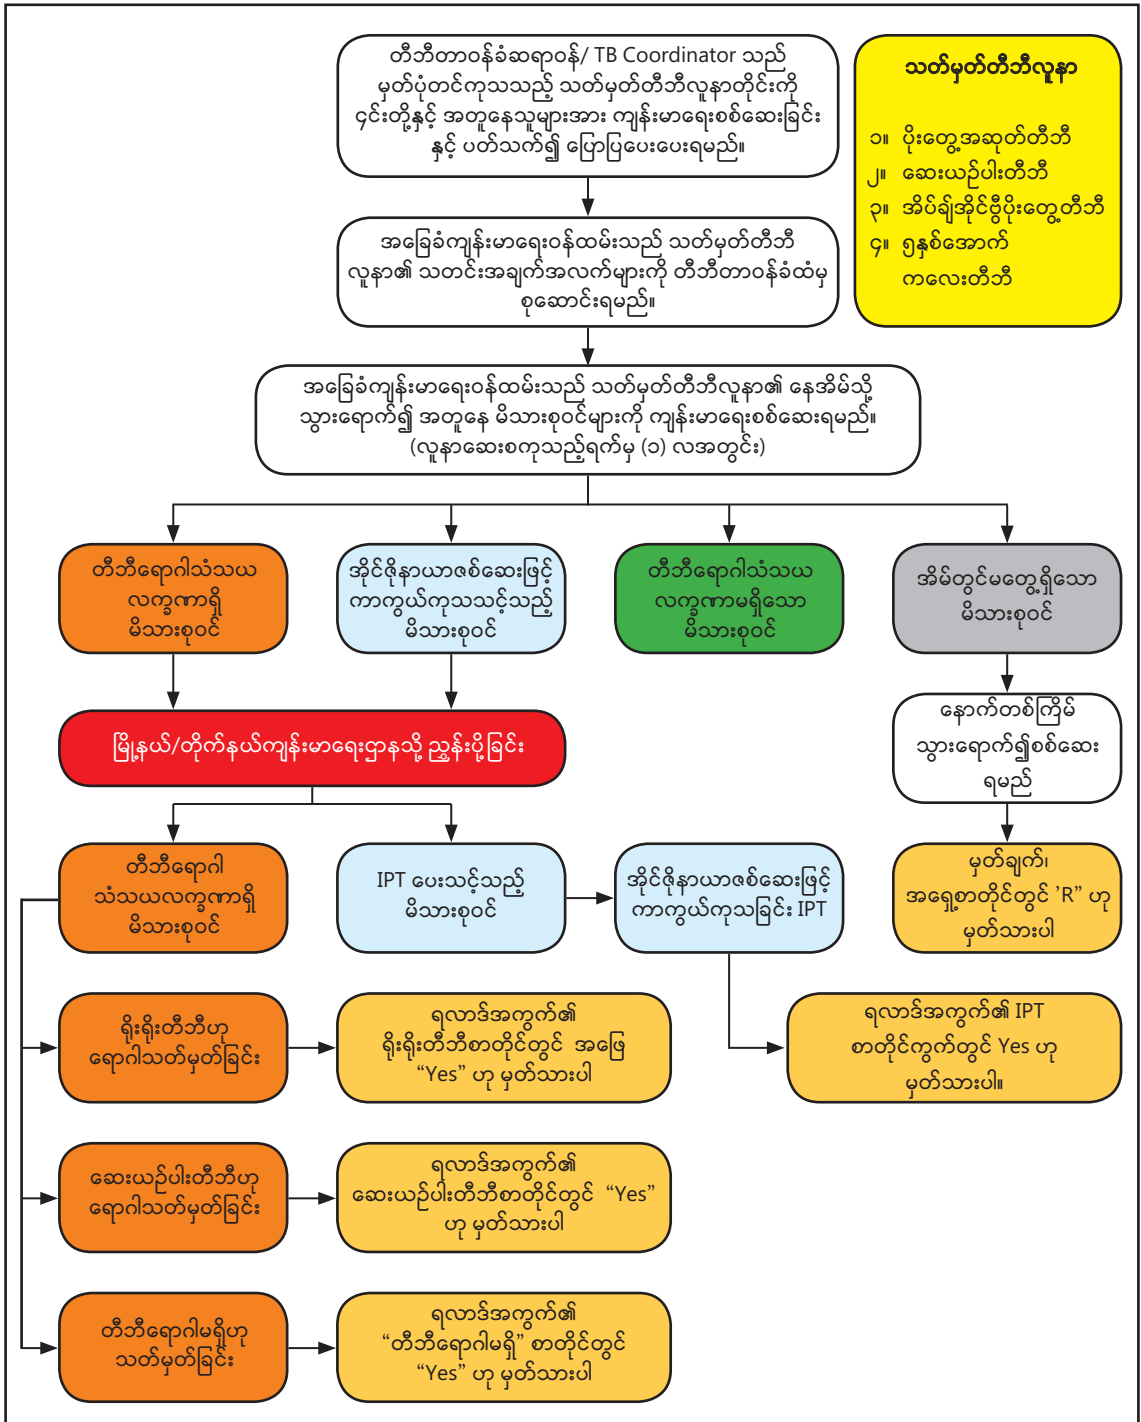 တီဘီတာဝန်ခံဆရာဝန်/ TB Coordinator သည်
မှတ်ပုံတင်ကုသသည့် သတ်မှတ်တီဘီလူနာတိုင်းကို
၄င်းတို့နှင့် အတူနေသူများအား ကျန်းမာရေးစစ်ဆေးခြင်း
နှင့် ပတ်သက်၍ ပြောပြပေးပေးရမည်။
သတ်မှတ်တီဘီလူနာ
၁။ ပိုးတွေ့အဆုတ်တီဘီ
၂။ ဆေးယဉ်ပါးတီဘီ
၃။ အိပ်ချ်အိုင်ဗွီပိုးတွေ့တီဘီ
၄။ ၅နှစ်အောက်
ကလေးတီဘီ
အခြေခံကျန်းမာရေးဝန်ထမ်းသည် သတ်မှတ်တီဘီ
လူနာ၏ သတင်းအချက်အလက်များကို တီဘီတာဝန်ခံထံမှ
စုဆောင်းရမည်။
အခြေခံကျန်းမာရေးဝန်ထမ်းသည် သတ်မှတ်တီဘီလူနာ၏ နေအိမ်သို့
သွားရောက်၍ အတူနေ မိသားစုဝင်များကို ကျန်းမာရေးစစ်ဆေးရမည်။
(လူနာဆေးစကုသည့်ရက်မှ (၁) လအတွင်း)
တီဘီရောဂါသံသယ
လက္ခဏာရှိ
မိသားစုဝင်
အိုင်ဇိုနာယာဇစ်ဆေးဖြင့်
ကာကွယ်ကုသသင့်သည့်
မိသားစုဝင်
တီဘီရောဂါသံသယ
လက္ခဏာမရှိသော
မိသားစုဝင်
အိမ်တွင်မတွေ့ရှိသော
မိသားစုဝင်
မြို့နယ်/တိုက်နယ်ကျန်းမာရေးဌာနသို့ ညွှန်းပို့ခြင်း
နောက်တစ်ကြိမ်
သွားရောက်၍စစ်ဆေး
ရမည်
တီဘီရောဂါ
သံသယလက္ခဏာရှိ
မိသားစုဝင်
IPT ပေးသင့်သည့်
မိသားစုဝင်
အိုင်ဇိုနာယာဇစ်ဆေးဖြင့်
ကာကွယ်ကုသခြင်း IPT
မှတ်ချက်၊
အရှေ့စာတိုင်တွင် ’R” ဟု
မှတ်သားပါ
ရိုးရိုးတီဘီဟု
ရောဂါသတ်မှတ်ခြင်း
ရလာဒ်အကွက်၏
ရိုးရိုးတီဘီစာတိုင်တွင် အဖြေ
“Yes” ဟု မှတ်သားပါ
ရလာဒ်အကွက်၏ IPT
စာတိုင်ကွက်တွင် Yes ဟု
မှတ်သားပါ။
ဆေးယဉ်ပါးတီဘီဟု
ရောဂါသတ်မှတ်ခြင်း
ရလာဒ်အကွက်၏
ဆေးယဉ်ပါးတီဘီစာတိုင်တွင် “Yes”
ဟု မှတ်သားပါ
တီဘီရောဂါမရှိဟု
သတ်မှတ်ခြင်း
ရလာဒ်အကွက်၏
“တီဘီရောဂါမရှိ” စာတိုင်တွင်
“Yes” ဟု မှတ်သားပါ